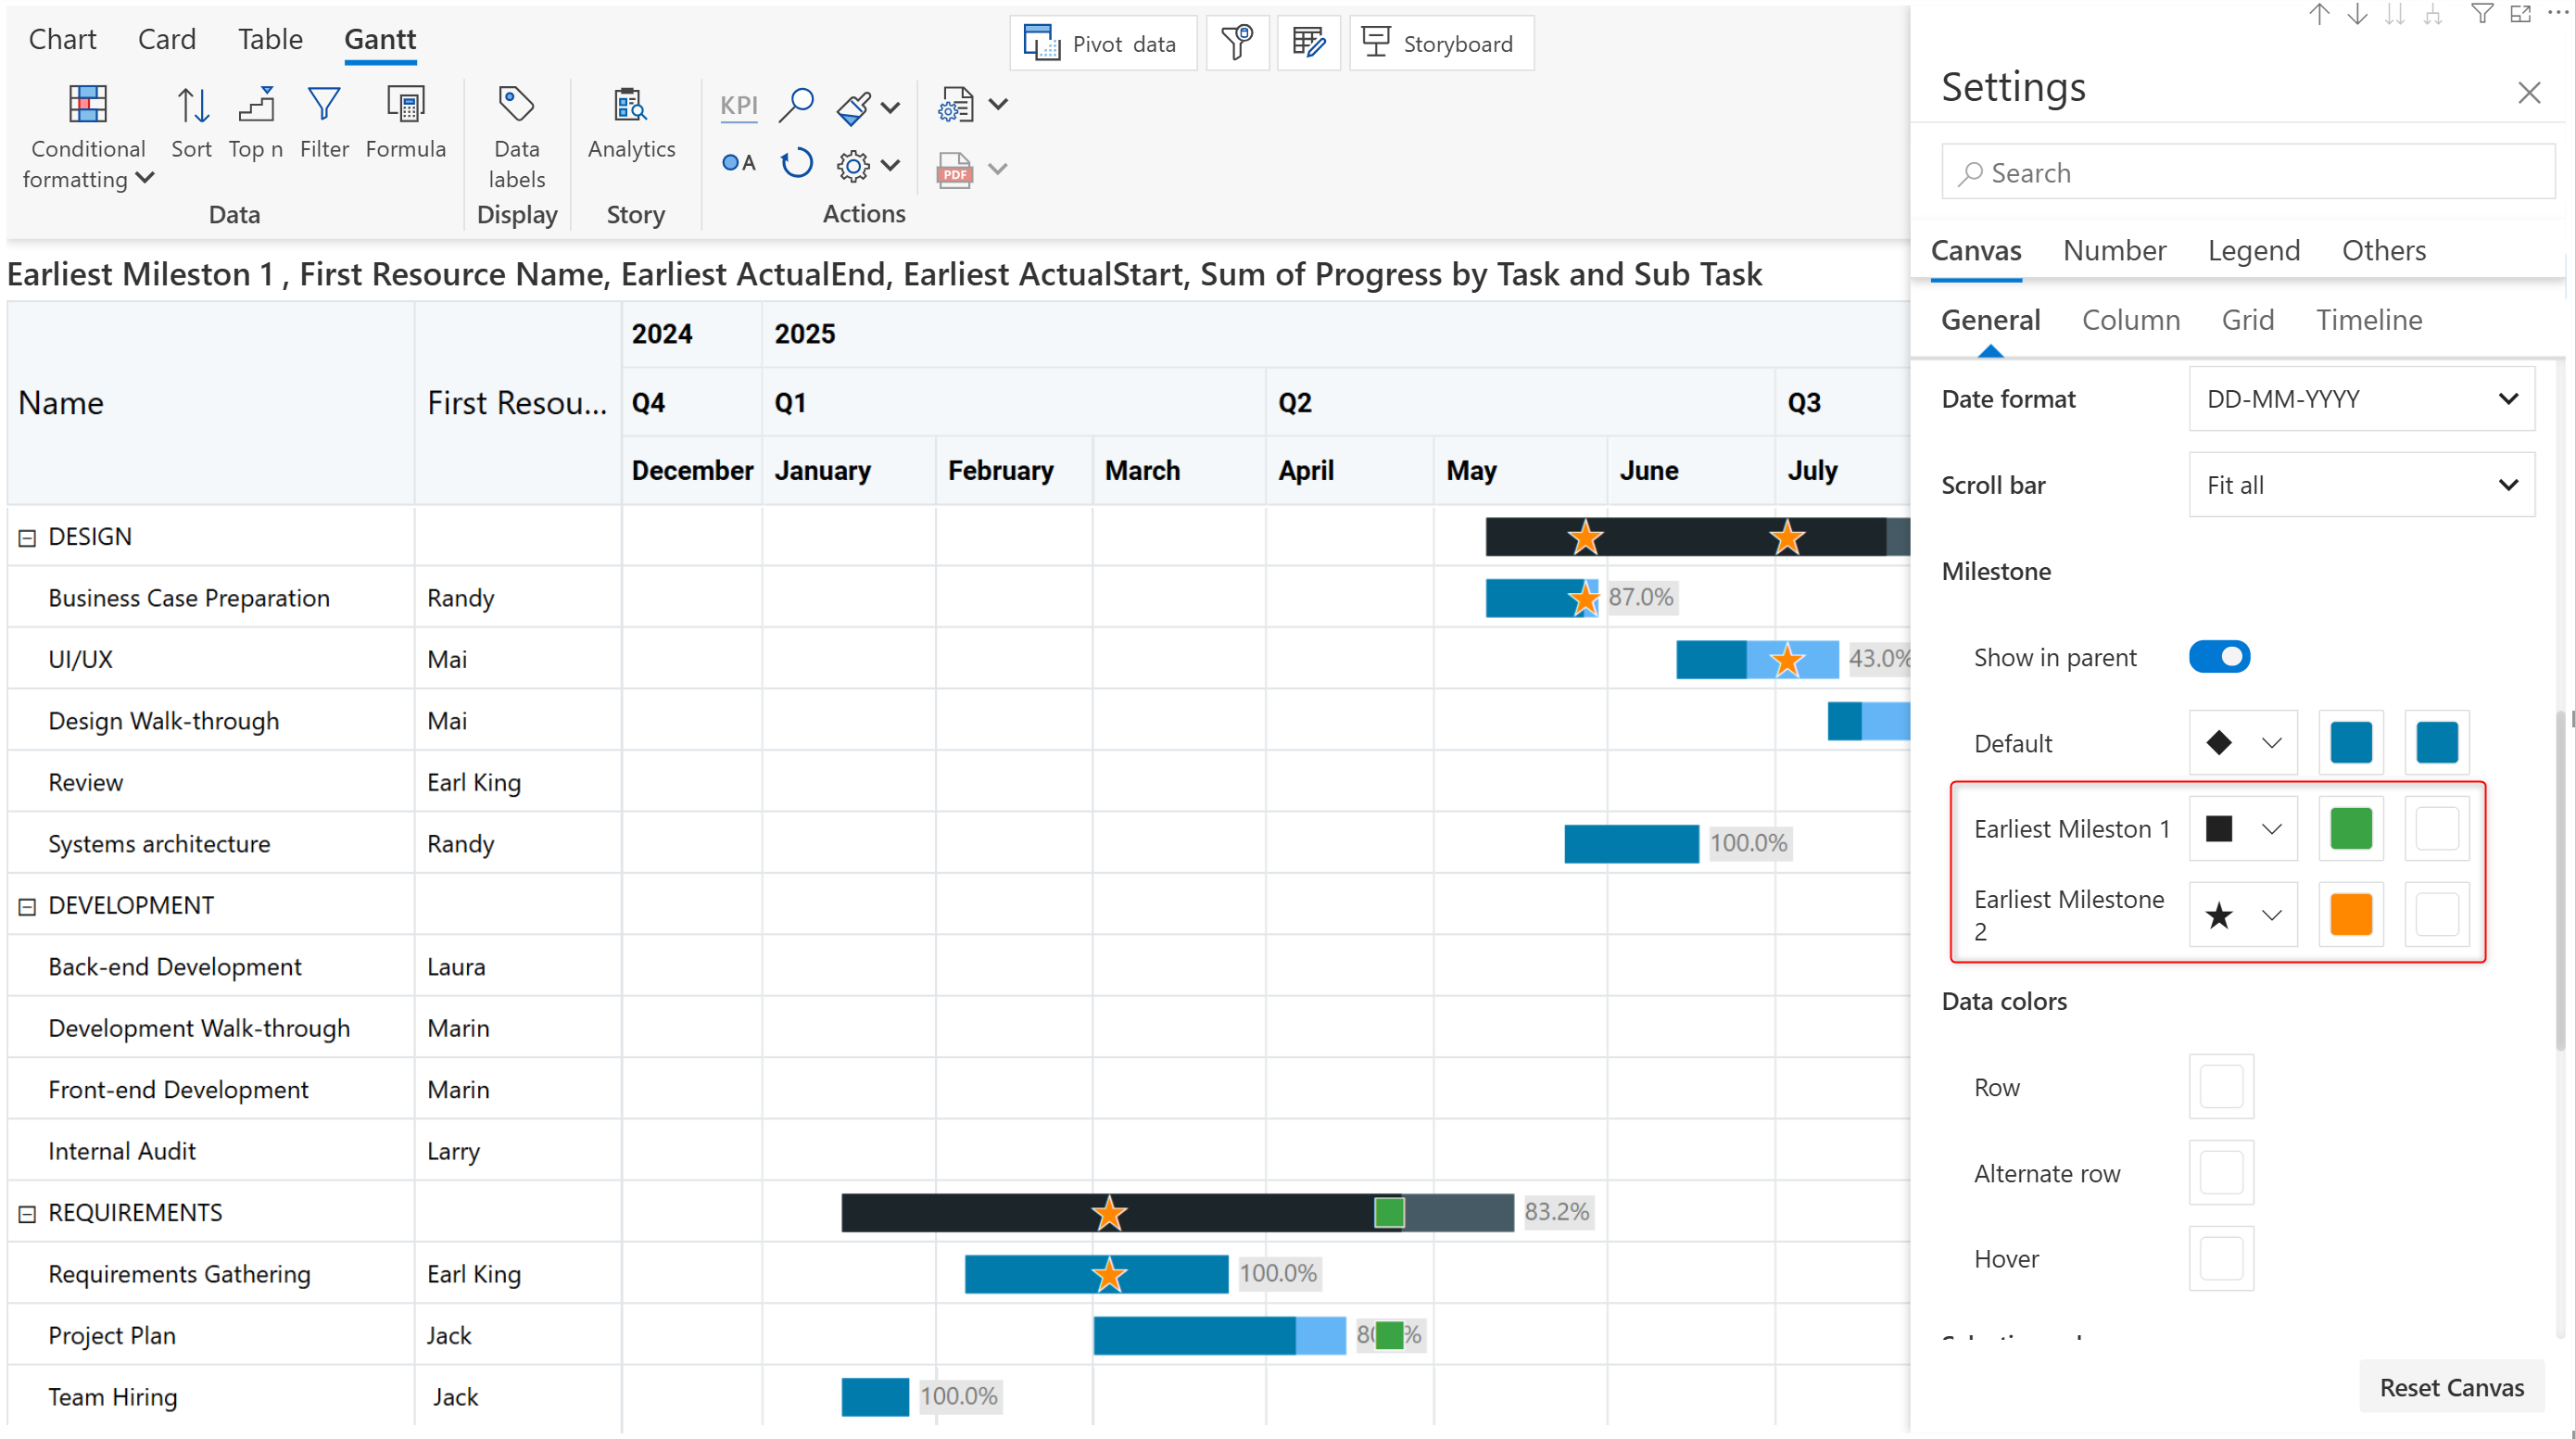 Chart Card Table Gantt
Pivot data
Storyboard
Conditional
formatting
Sort
Top n
Filter
Formula
Data
Data
labels
Display
Analytics
Story
KPI
A
PDF
Actions
Earliest Mileston 1 , First Resource Name, Earliest ActualEnd, Earliest ActualStart, Sum of Progress by Task and Sub Task
Name First Resou...
2024 2025
Q4 Q1 Q2 Q3
December January February March April May June July
DESIGN
Business Case Preparation Randy 87.0%
UI/UX Mai 43.0%
Design Walk-through Mai
Review Earl King
Systems architecture Randy 100.0%
DEVELOPMENT
Back-end Development Laura
Development Walk-through Marin
Front-end Development Marin
Internal Audit Larry
REQUIREMENTS 83.2%
Requirements Gathering Earl King 100.0%
Project Plan Jack
Team Hiring Jack 100.0%
Settings
Search
Canvas Number Legend Others
General Column Grid Timeline
Date format DD-MM-YYYY
Scroll bar Fit all
Milestone
Show in parent
Default
Earliest Mileston 1
Earliest Milestone
2
Data colors
Row
Alternate row
Hover
Reset Canvas